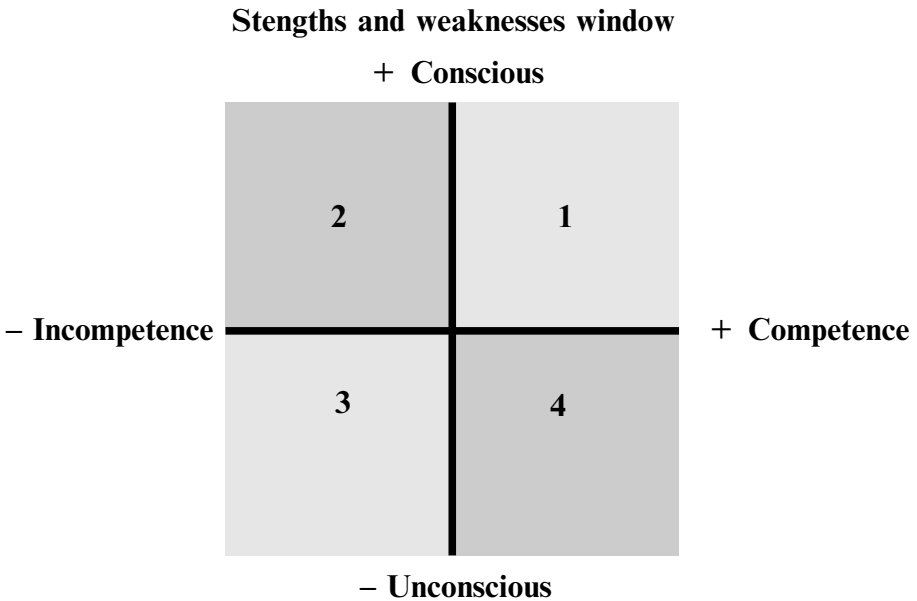 Stengths and weaknesses window
+ Conscious
2
1
– Incompetence
+ Competence
3
4
– Unconscious